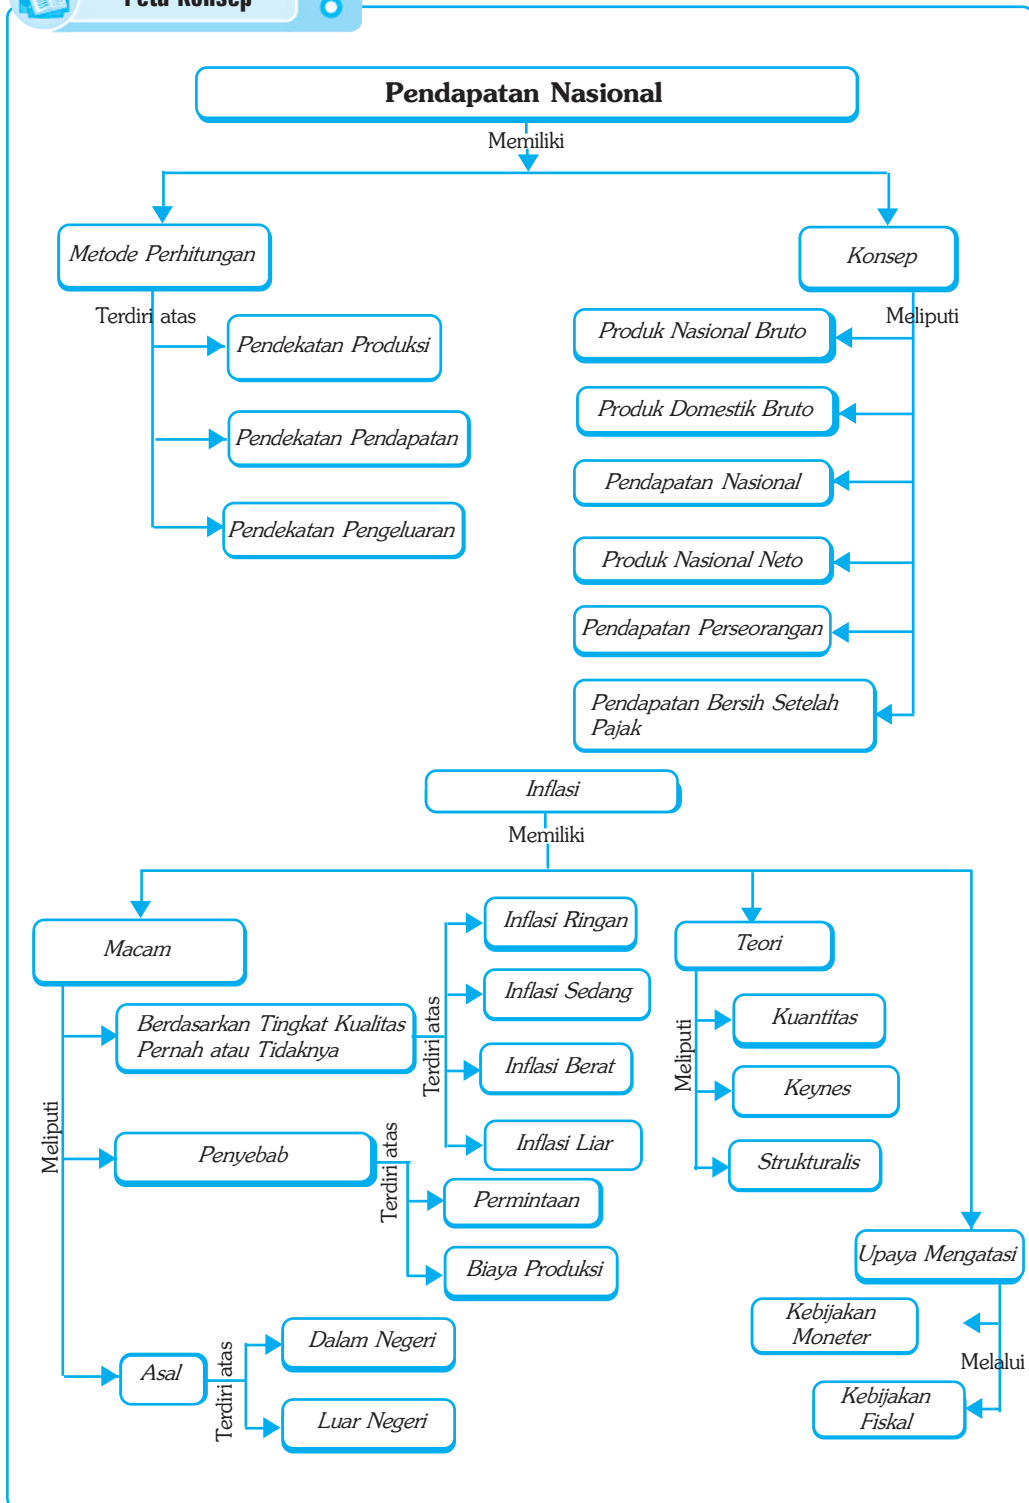 Peta Konsep
Pendapatan Nasional
Memiliki
Metode Perhitungan
Terdiri atas
Pendekatan Produksi
Pendekatan Pendapatan
Pendekatan Pengeluaran
Konsep
Meliputi
Produk Nasional Bruto
Produk Domestik Bruto
Pendapatan Nasional
Produk Nasional Neto
Pendapatan Perseorangan
Pendapatan Bersih Setelah
Pajak
Inflasi
Memiliki
Macam
Meliputi
Berdasarkan Tingkat Kualitas
Pernah atau Tidaknya
Terdiri atas
Inflasi Ringan
Inflasi Sedang
Inflasi Berat
Inflasi Liar
Penyebab
Terdiri atas
Permintaan
Biaya Produksi
Asal
Terdiri atas
Dalam Negeri
Luar Negeri
Teori
Meliputi
Kuantitas
Keynes
Strukturalis
Upaya Mengatasi
Melalui
Kebijakan
Moneter
Kebijakan
Fiskal